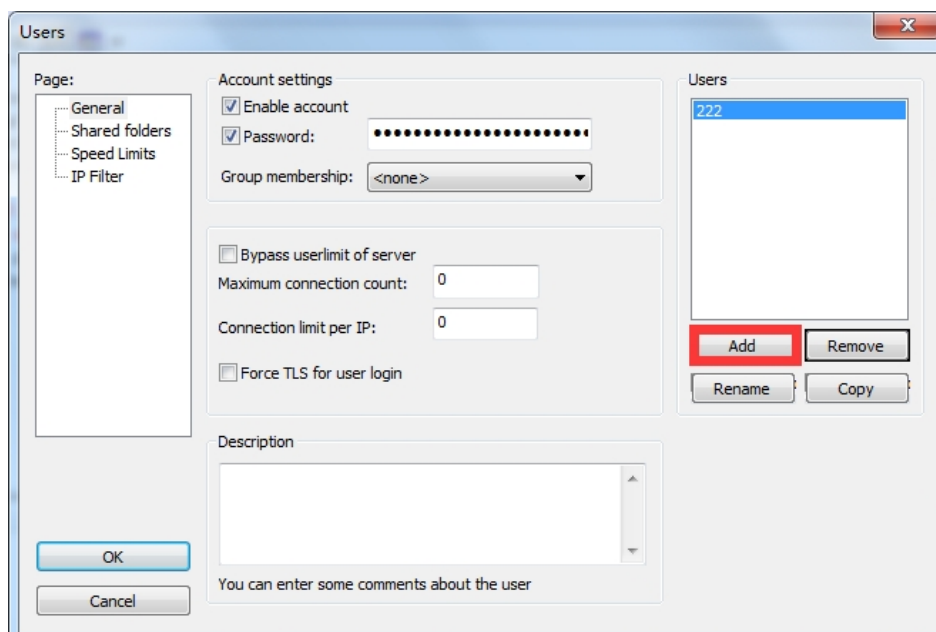 Users
Page:
General
Shared folders
Speed Limits
IP Filter
OK
Cancel
Account settings
Enable account
Password:
Group membership:
<none>
Bypass userlimit of server
Maximum connection count:
0
Connection limit per IP:
0
Force TLS for user login
Description
You can enter some comments about the user
Users
222
Add
Remove
Rename
Copy